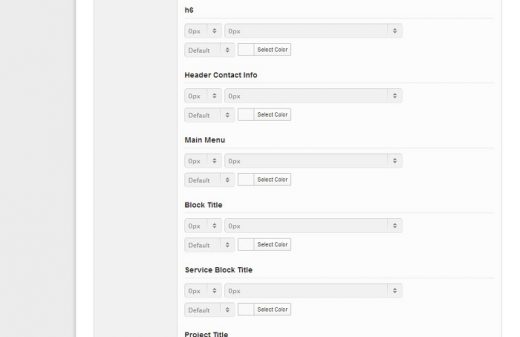 h6
0px 0px
Default Select Color
Header Contact Info
0px 0px
Default Select Color
Main Menu
0px 0px
Default Select Color
Block Title
0px 0px
Default Select Color
Service Block Title
0px 0px
Default Select Color
Project Title